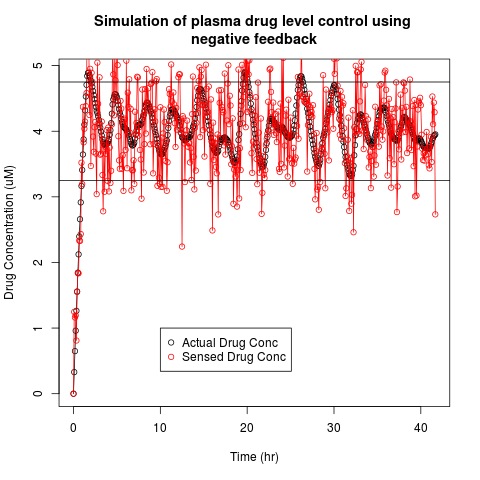 Simulation of plasma drug level control using
negative feedback
Drug Concentration (uM)
5
4
3
2
1
0
Actual Drug Conc
Sensed Drug Conc
0 10 20 30 40
Time (hr)